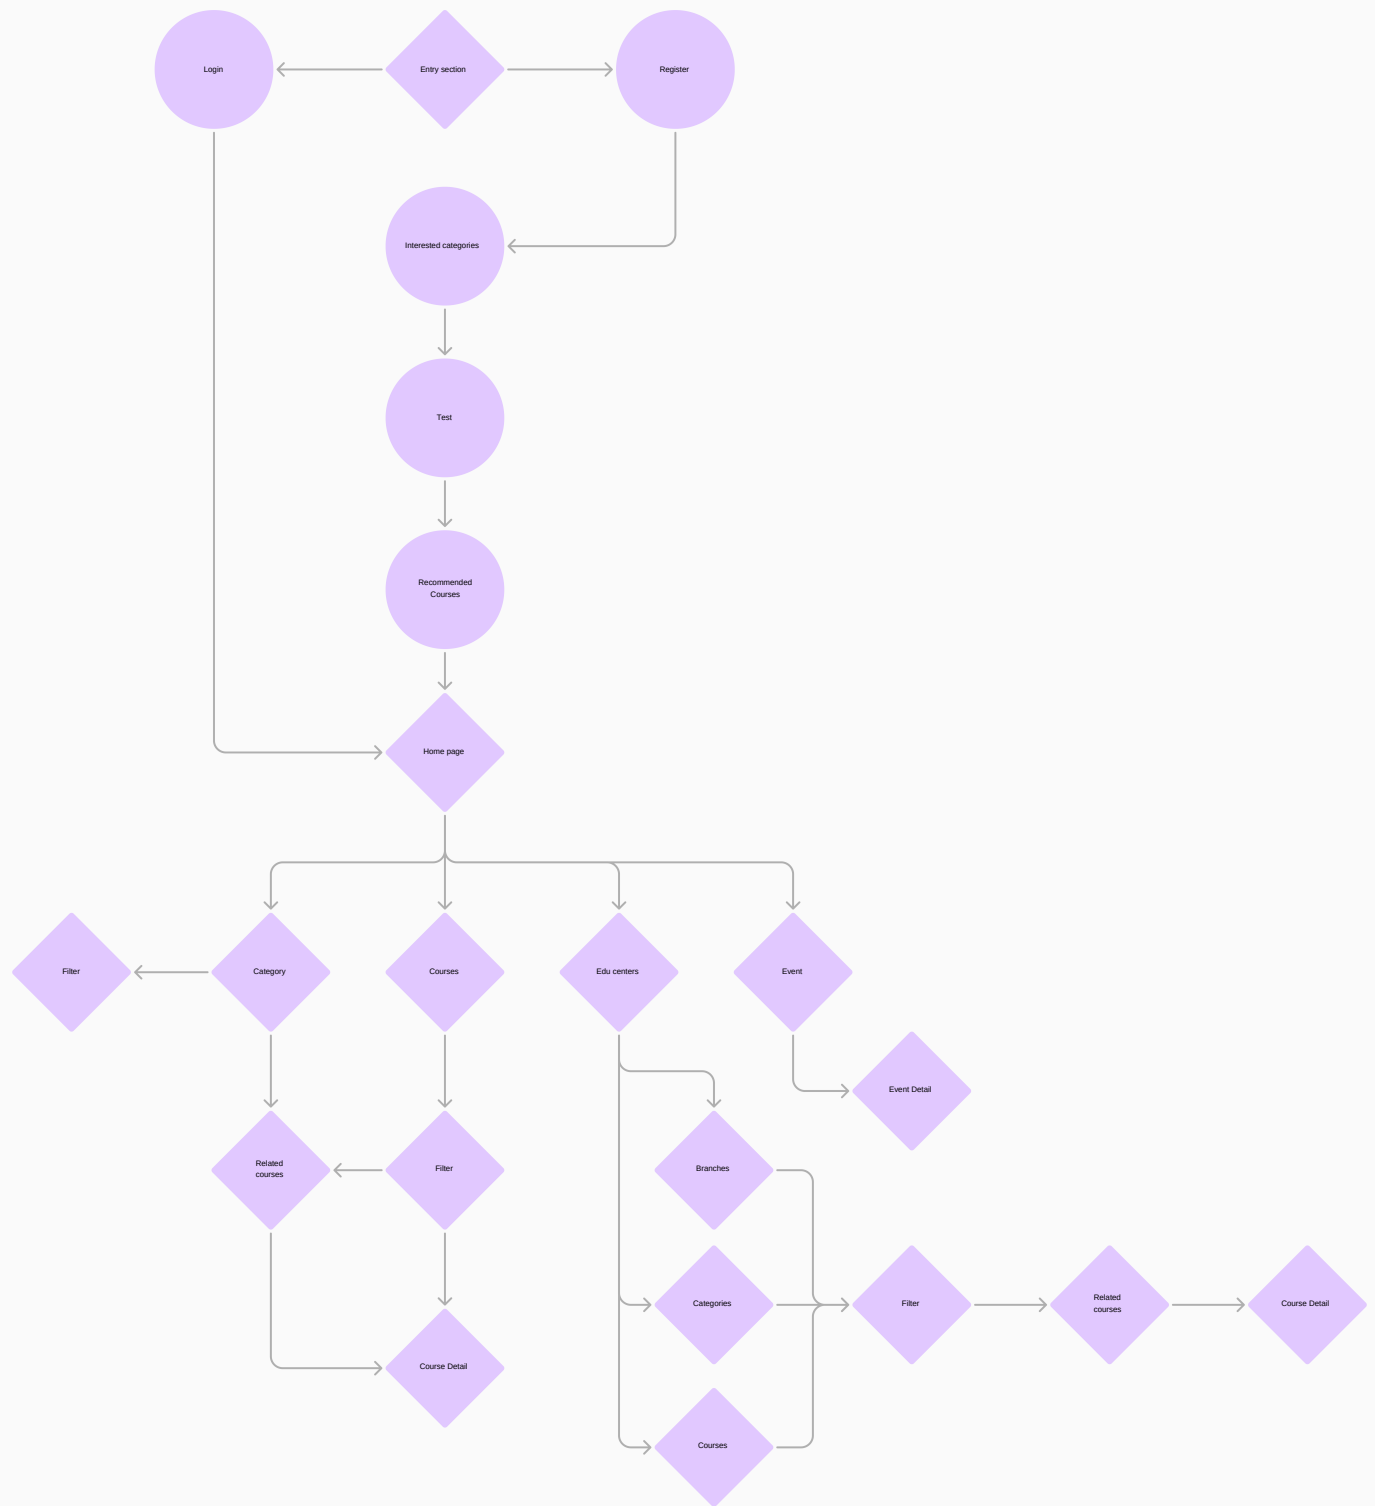 Login
Entry section
Register
Interested categories
Test
Recommended
Courses
Home page
Filter
Category
Courses
Edu centers
Event
Event Detail
Related
courses
Filter
Branches
Categories
Filter
Related
courses
Course Detail
Course Detail
Courses